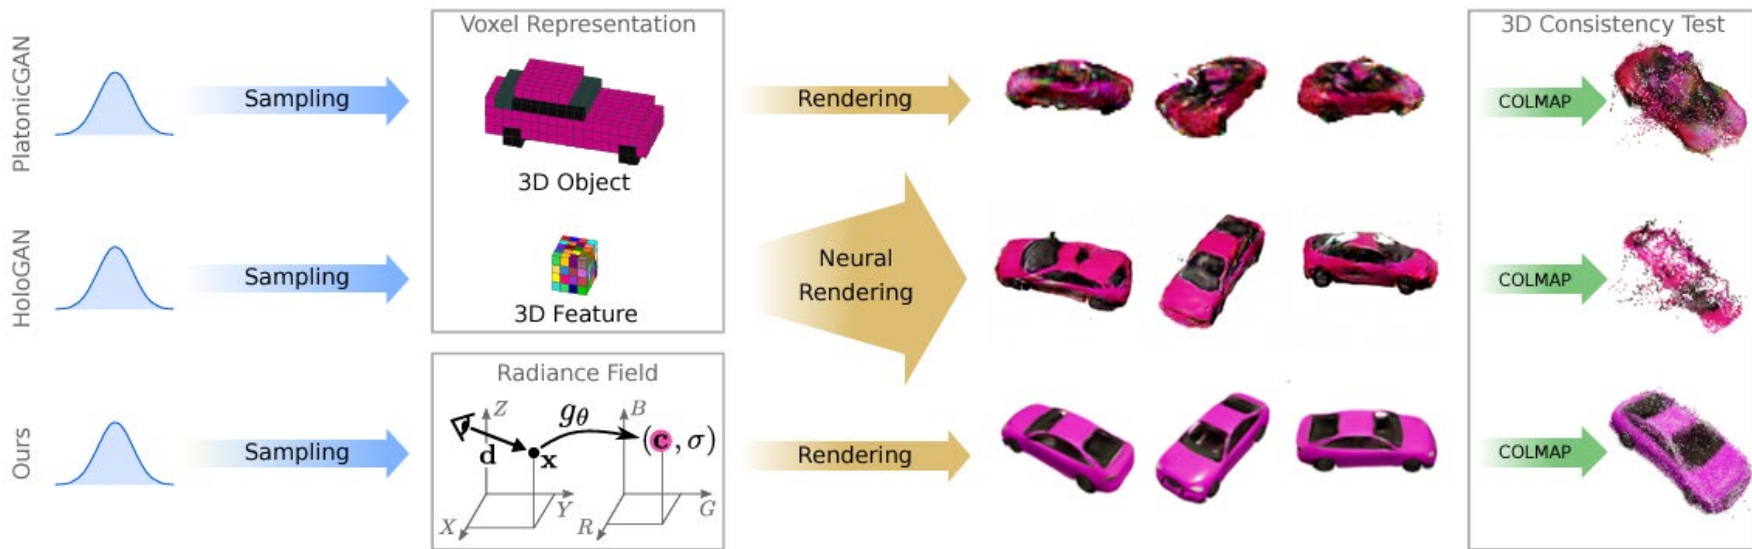 Voxel Representation
3D Consistency Test
PlatonicGAN
Sampling
3D Object
Rendering
COLMAP
HoloGAN
Sampling
3D Feature
Neural
Rendering
COLMAP
Radiance Field
Ours
Sampling
Z
d
x
X
Y
gθ
B
(c, σ)
R
G
Rendering
COLMAP